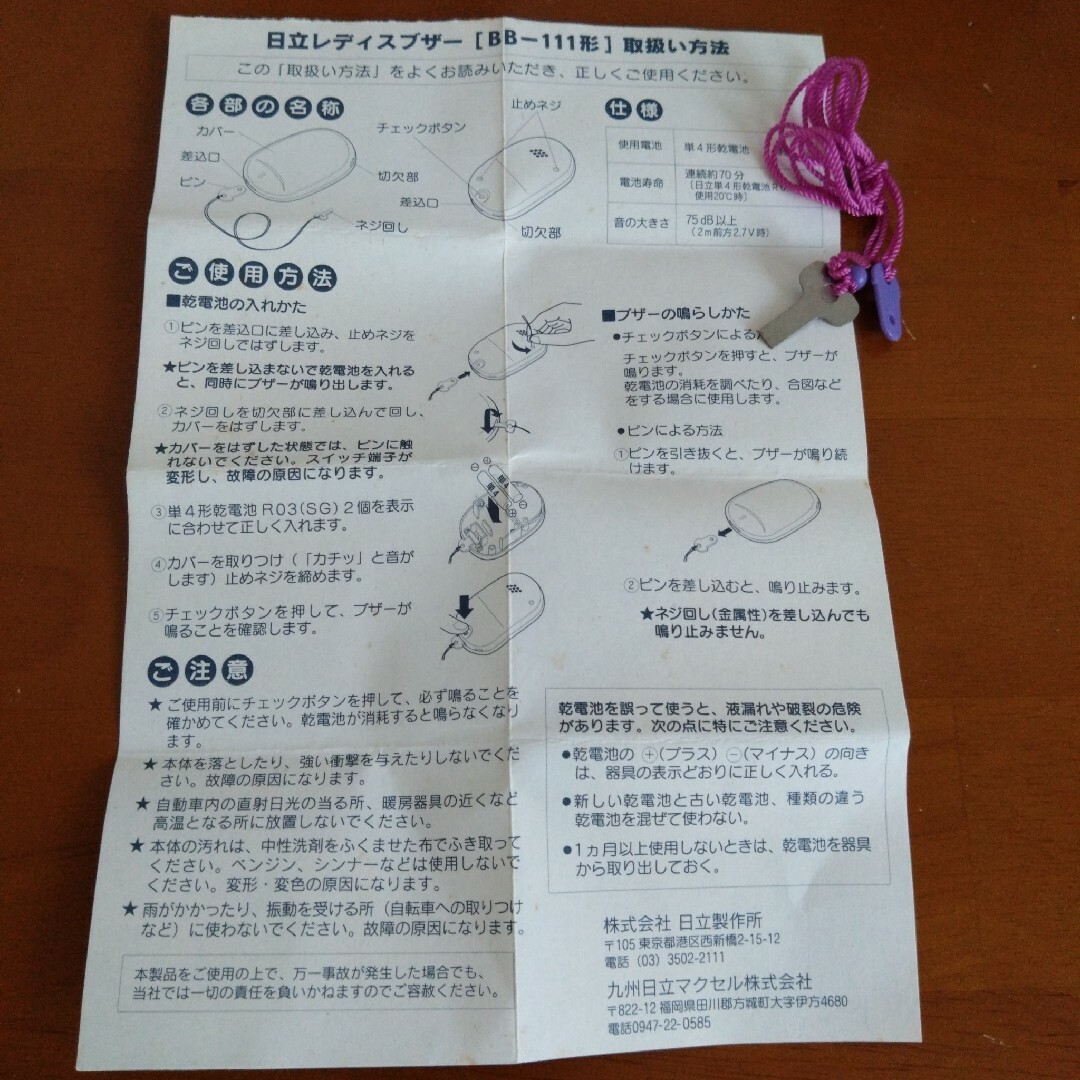 日立レディスブザー［BB－111形］取扱い方法
この「取扱い方法」をよくお読みいただき、正しくご使用ください。
各部の名称
カバー
差込口
ピン
切欠部
ネジ回し
チェックボタン
止めネジ
差込口
切欠部
仕様
使用電池 単4形乾電池
電池寿命 連続約70分
（日立単4形乾電池
使用20℃時）
音の大きさ 75dB以上
（2m前方2.7V時）
ご使用方法
■乾電池の入れかた
①ピンを差込口に差し込み、止めネジを
ネジ回しではずします。
★ピンを差し込まないで乾電池を入れる
と、同時にブザーが鳴り出します。
②ネジ回しを切欠部に差し込んで回し、
カバーをはずします。
★カバーをはずした状態では、ピンに触
れないでください。スイッチ端子が
変形し、故障の原因になります。
③単4形乾電池R03(SG)2個を表示
に合わせて正しく入れます。
④カバーを取りつけ（「カチッ」と音が
します）止めネジを締めます。
⑤チェックボタンを押して、ブザーが
鳴ることを確認します。
単4
単4
■ブザーの鳴らしかた
●チェックボタンによる
チェックボタンを押すと、ブザーが
鳴ります。
乾電池の消耗を調べたり、合図など
をする場合に使用します。
●ピンによる方法
①ピンを引き抜くと、ブザーが鳴り続
けます。
②ピンを差し込むと、鳴り止みます。
★ネジ回し(金属性)を差し込んでも
鳴り止みません。
ご注意
★ご使用前にチェックボタンを押して、必ず鳴ることを
確かめてください。乾電池が消耗すると鳴らなくなり
ます。
★本体を落としたり、強い衝撃を与えたりしないでくだ
さい。故障の原因になります。
★自動車内の直射日光の当る所、暖房器具の近くなど
高温となる所に放置しないでください。
★本体の汚れは、中性洗剤をふくませた布でふき取って
ください。ベンジン、シンナーなどは使用しないで
ください。変形・変色の原因になります。
★雨がかかったり、振動を受ける所（自転車への取りつけ
など）に使わないでください。故障の原因になります。
本製品をご使用の上で、万一事故が発生した場合でも、
当社では一切の責任を負いかねますのでご容赦ください。
乾電池を誤って使うと、液漏れや破裂の危険
があります。次の点に特にご注意ください。
●乾電池の⊕(プラス)⊖(マイナス)の向き
は、器具の表示どおりに正しく入れる。
●新しい乾電池と古い乾電池、種類の違う
乾電池を混ぜて使わない。
●1ヵ月以上使用しないときは、乾電池を器具
から取り出しておく。
株式会社 日立製作所
〒105 東京都港区西新橋2-15-12
電話（03）3502-2111
九州日立マクセル株式会社
〒822-12 福岡県田川郡方城町大字伊方4680
電話0947-22-0585